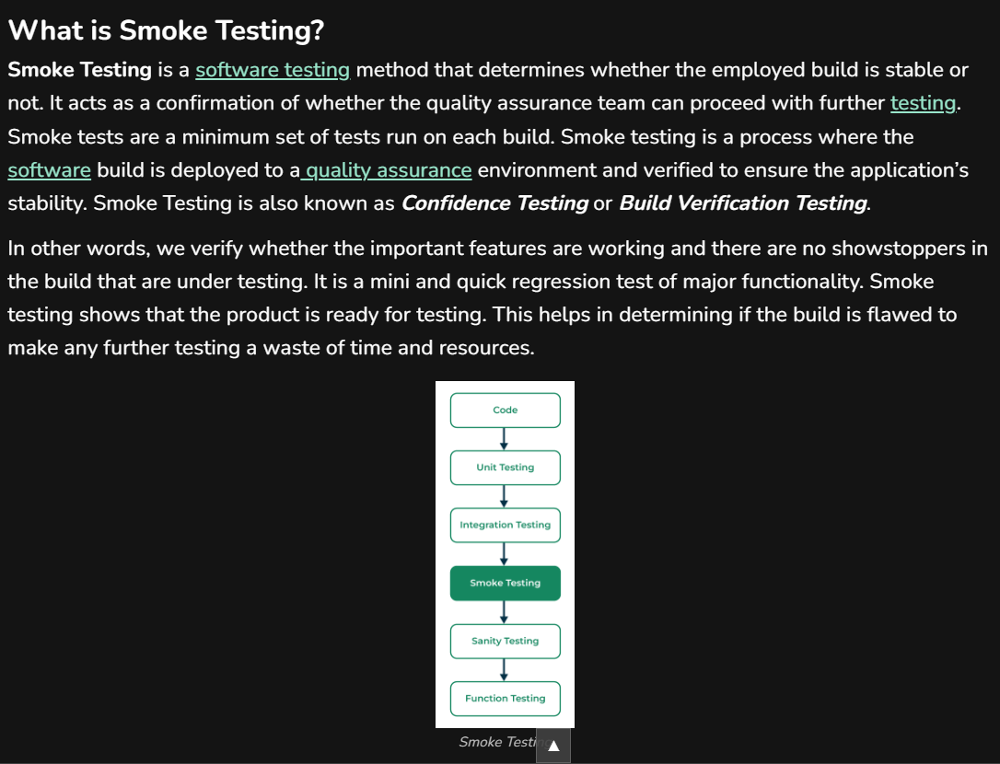 What is Smoke Testing?
Smoke Testing is a software testing method that determines whether the employed build is stable or
not. It acts as a confirmation of whether the quality assurance team can proceed with further testing.
Smoke tests are a minimum set of tests run on each build. Smoke testing is a process where the
software build is deployed to a quality assurance environment and verified to ensure the application’s
stability. Smoke Testing is also known as Confidence Testing or Build Verification Testing.
In other words, we verify whether the important features are working and there are no showstoppers in
the build that are under testing. It is a mini and quick regression test of major functionality. Smoke
testing shows that the product is ready for testing. This helps in determining if the build is flawed to
make any further testing a waste of time and resources.
Code
Unit Testing
Integration Testing
Smoke Testing
Sanity Testing
Function Testing
Smoke Testing